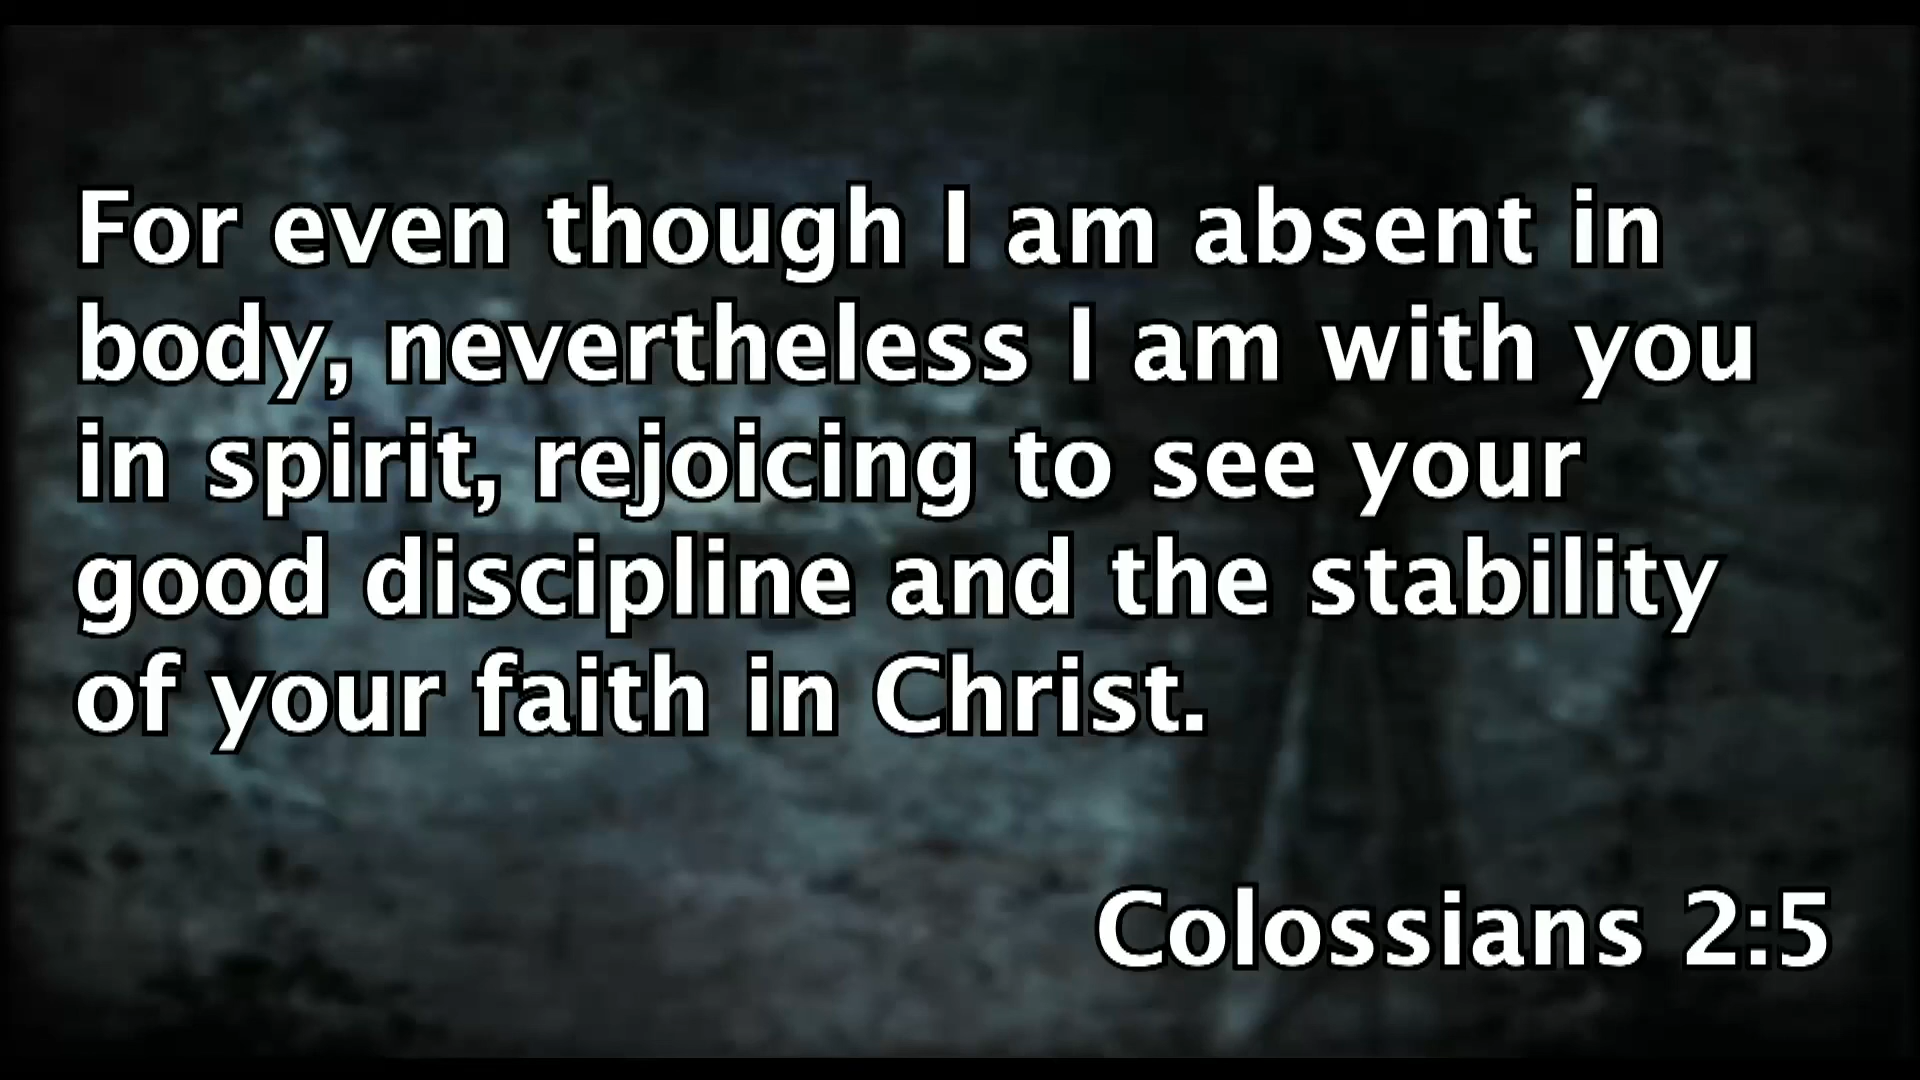 For even though I am absent in
body, nevertheless I am with you
in spirit, rejoicing to see your
good discipline and the stability
of your faith in Christ.
Colossians 2:5